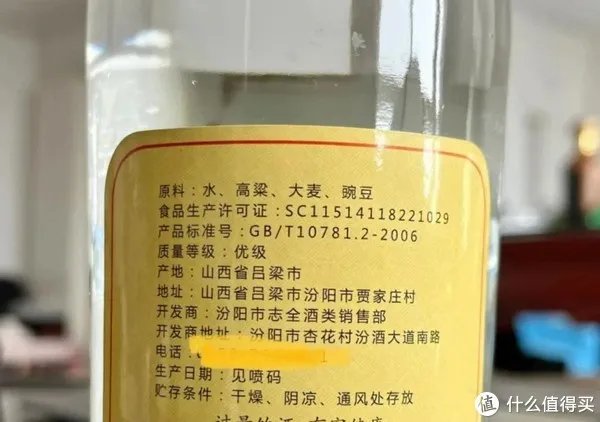 原料：水、高粱、大麦、豌豆
食品生产许可证：SC11514118221029
产品标准号：GB/T10781.2-2006
质量等级：优级
产地：山西省吕梁市
地址：山西省吕梁市汾阳市贾家庄村
开发商：汾阳市志全酒类销售部
开发商地址：汾阳市杏花村汾酒大道南路
电话：
生产日期：见喷码
贮存条件：干燥、阴凉、通风处存放
值 什么值得买